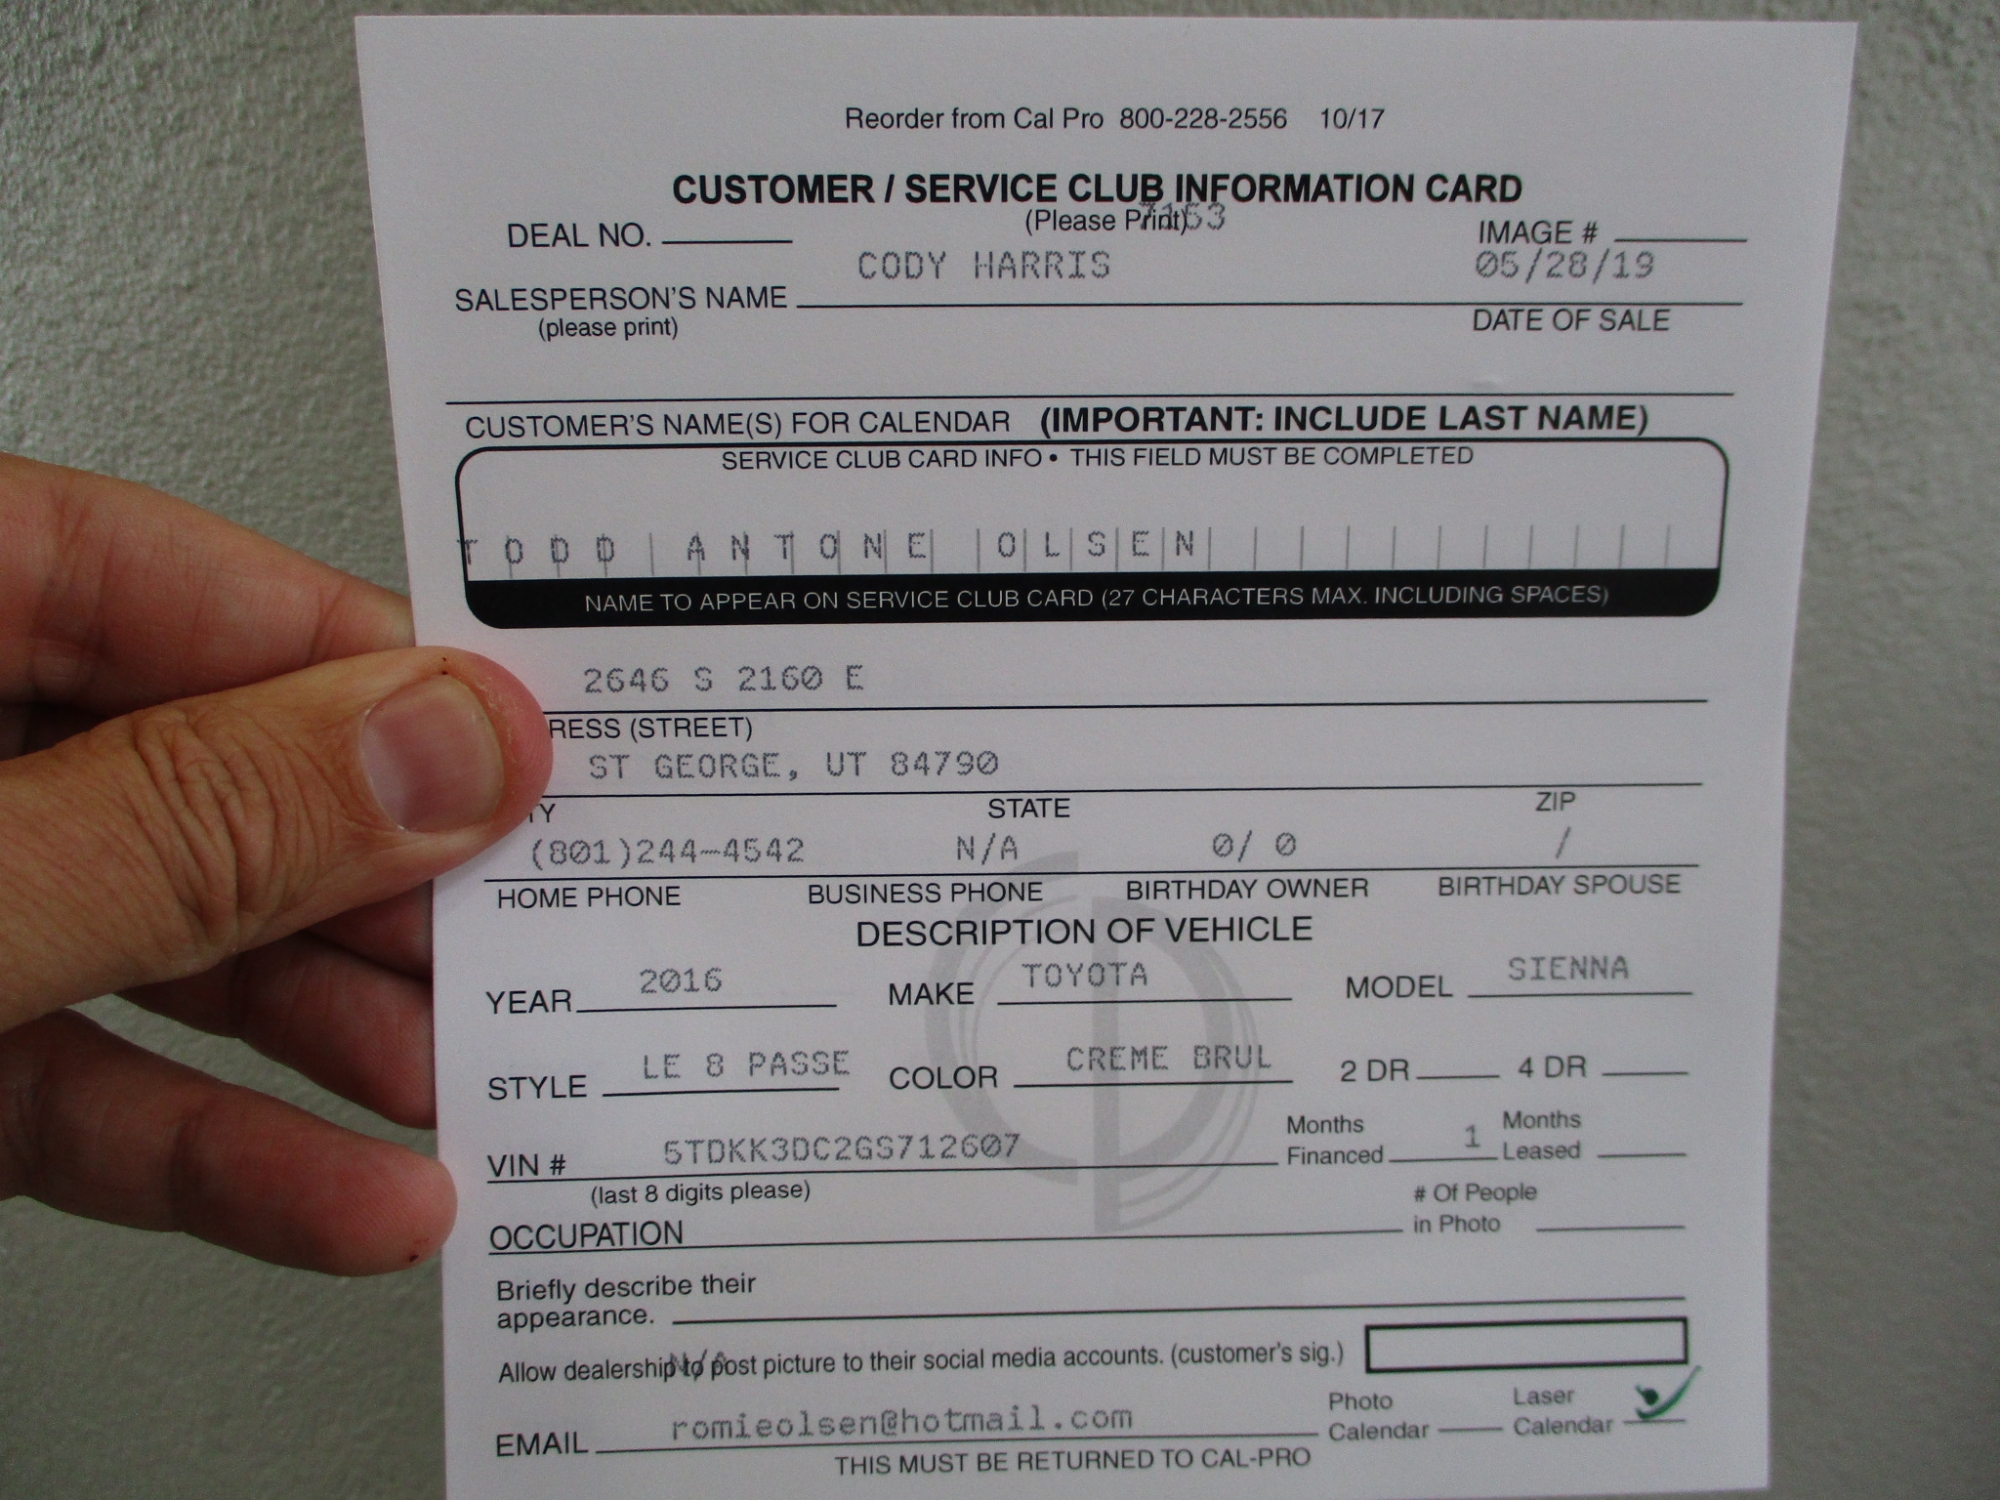 Reorder from Cal Pro 800-228-2556 10/17
CUSTOMER / SERVICE CLUB INFORMATION CARD
(Please Print) 7153
DEAL NO. IMAGE #
CODY HARRIS 05/28/19
SALESPERSON'S NAME
(please print) DATE OF SALE
CUSTOMER'S NAME(S) FOR CALENDAR (IMPORTANT: INCLUDE LAST NAME)
SERVICE CLUB CARD INFO • THIS FIELD MUST BE COMPLETED
TODD ANTONE OLSEN
NAME TO APPEAR ON SERVICE CLUB CARD (27 CHARACTERS MAX. INCLUDING SPACES)
2646 S 2160 E
RESS (STREET)
ST GEORGE, UT 84790
TY STATE ZIP
(801)244-4542 N/A 0/ 0 /
HOME PHONE BUSINESS PHONE BIRTHDAY OWNER BIRTHDAY SPOUSE
DESCRIPTION OF VEHICLE
YEAR 2016 MAKE TOYOTA MODEL SIENNA
STYLE LE 8 PASSE COLOR CREME BRUL 2 DR 4 DR
VIN # 5TDKK3DC2GS712607 Months Financed 1 Months Leased
(last 8 digits please)
OCCUPATION # Of People in Photo
Briefly describe their
appearance.
N/A
Allow dealership to post picture to their social media accounts. (customer's sig.)
EMAIL romieolsen@hotmail.com Photo Calendar Laser Calendar
THIS MUST BE RETURNED TO CAL-PRO